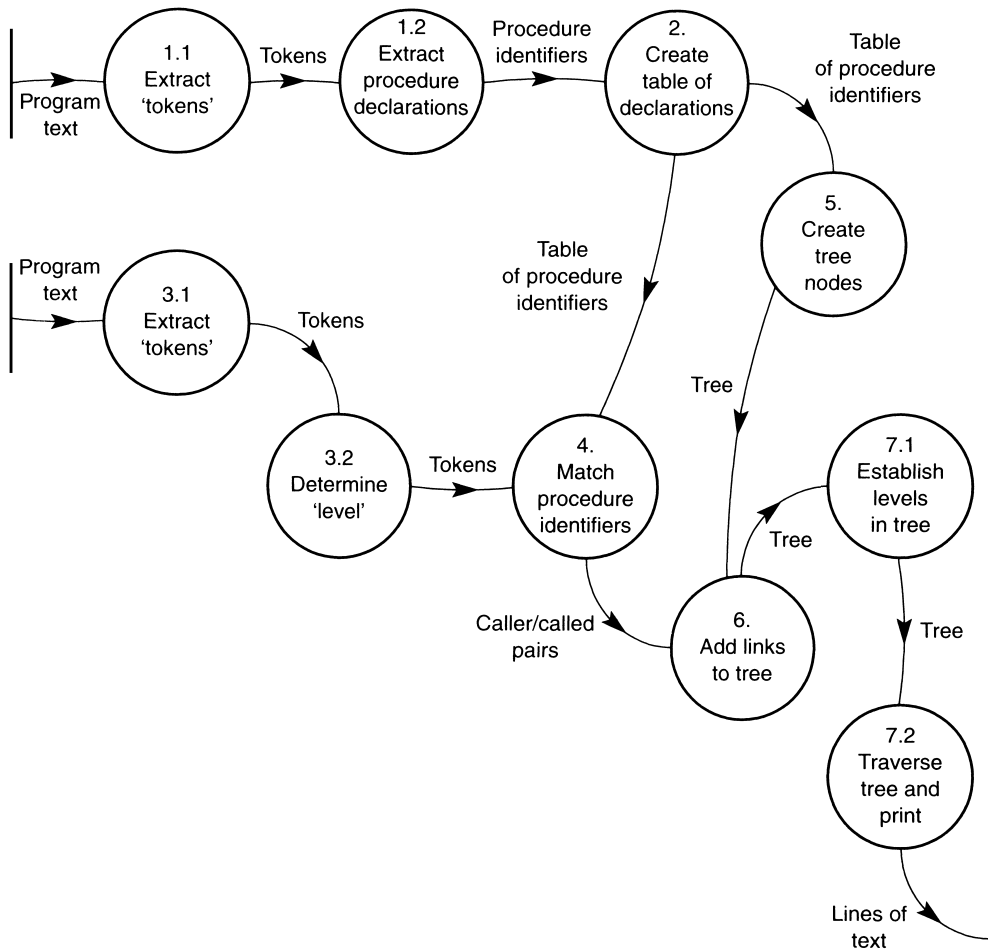 1.1
Extract
‘tokens’
Program
text
Tokens
1.2
Extract
procedure
declarations
Procedure
identifiers
2.
Create
table of
declarations
Table
of procedure
identifiers
5.
Create
tree
nodes
Table
of procedure
identifiers
Program
text
3.1
Extract
‘tokens’
Tokens
3.2
Determine
‘level’
Tokens
4.
Match
procedure
identifiers
Tree
7.1
Establish
levels
in tree
Tree
Caller/called
pairs
6.
Add links
to tree
Tree
7.2
Traverse
tree and
print
Lines of
text